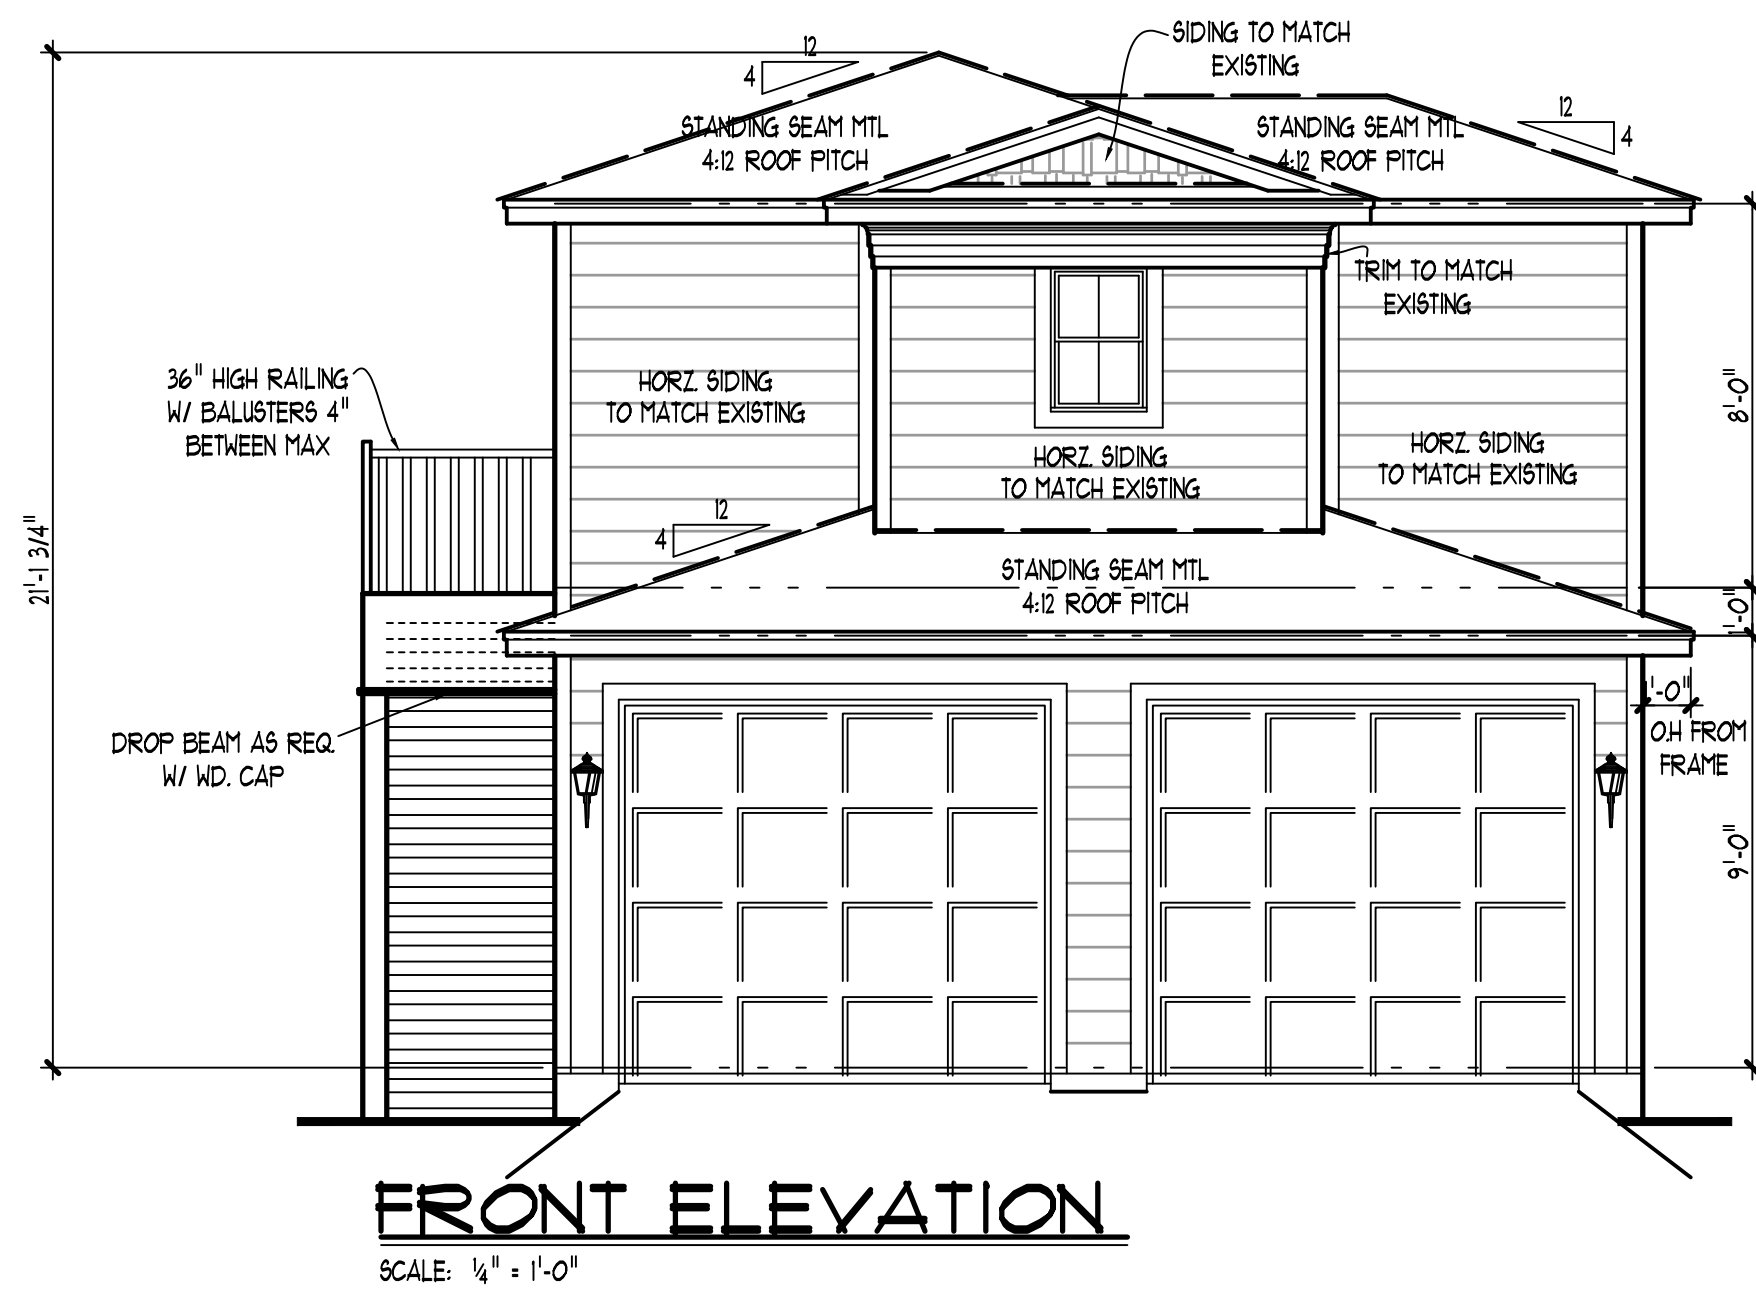 SIDING TO MATCH
EXISTING
12
4
12
4
STANDING SEAM MTL
4:12 ROOF PITCH
STANDING SEAM MTL
4:12 ROOF PITCH
TRIM TO MATCH
EXISTING
36" HIGH RAILING
W/ BALUSTERS 4"
BETWEEN MAX
HORZ. SIDING
TO MATCH EXISTING
8'-0"
HORZ. SIDING
TO MATCH EXISTING
HORZ. SIDING
TO MATCH EXISTING
12
4
21'-1 3/4"
STANDING SEAM MTL
4:12 ROOF PITCH
1'-0"
1'-0"
O.H FROM
FRAME
DROP BEAM AS REQ.
W/ WD. CAP
9'-0"
FRONT ELEVATION
SCALE: 1/4" = 1'-0"